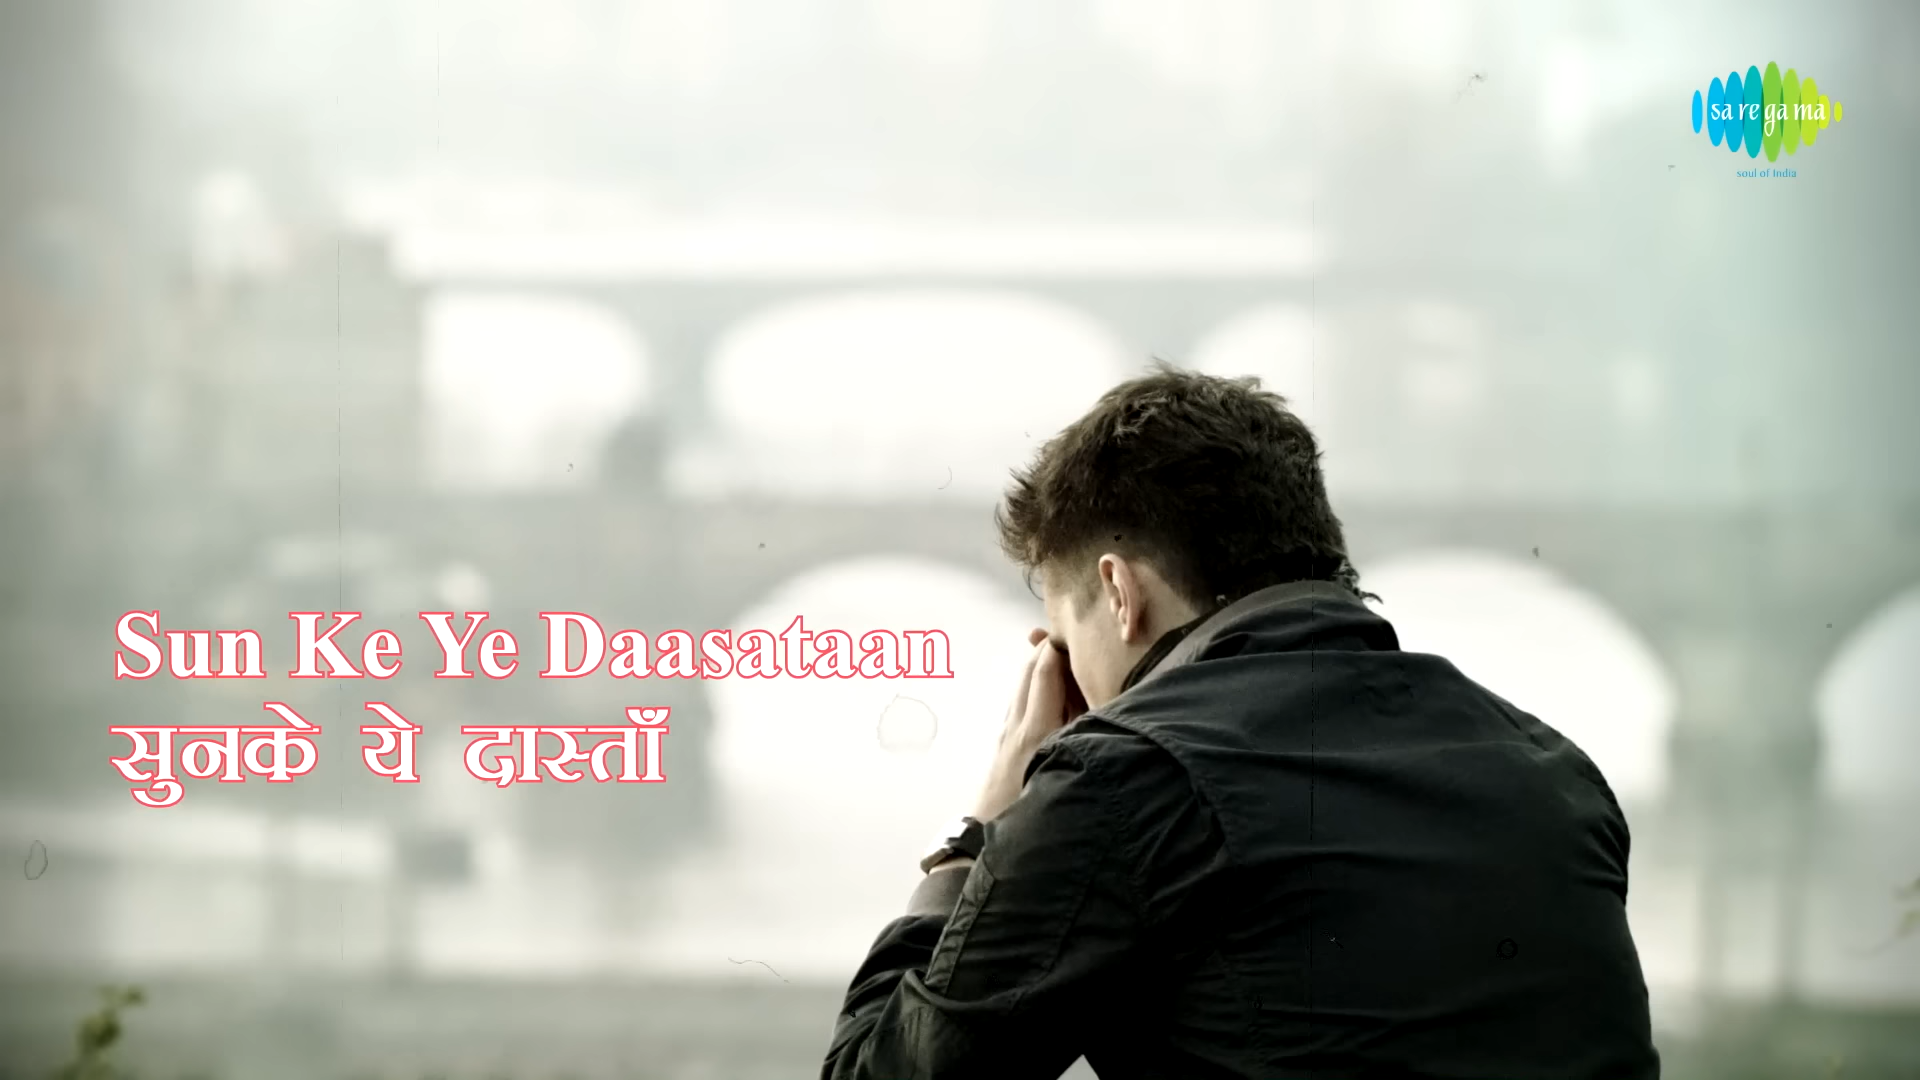 sa re ga ma
soul of India
Sun Ke Ye Daasataan
सुनके ये दास्ताँ